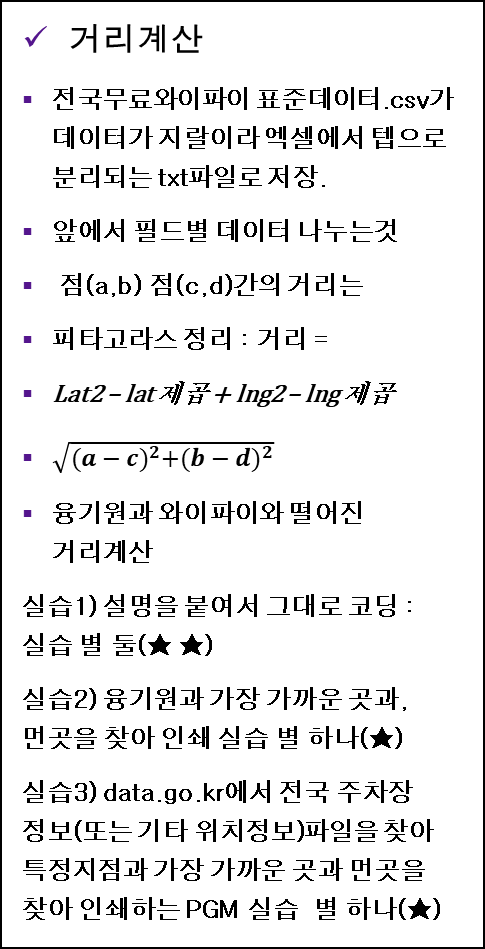 ✓ 거리계산
▪ 전국무료와이파이 표준데이터.csv가
데이터가 지랄이라 엑셀에서 텝으로
분리되는 txt파일로 저장.
▪ 앞에서 필드별 데이터 나누는것
▪ 점(a,b) 점(c,d)간의 거리는
▪ 피타고라스 정리 : 거리 =
▪ Lat2 – lat 제곱 + lng2 – lng 제곱
▪ √(a − c)²+(b − d)²
▪ 융기원과 와이파이와 떨어진
거리계산
실습1) 설명을 붙여서 그대로 코딩 :
실습 별 둘(★ ★)
실습2) 융기원과 가장 가까운 곳과,
먼곳을 찾아 인쇄 실습 별 하나(★)
실습3) data.go.kr에서 전국 주차장
정보(또는 기타 위치정보)파일을 찾아
특정지점과 가장 가까운 곳과 먼곳을
찾아 인쇄하는 PGM 실습 별 하나(★)